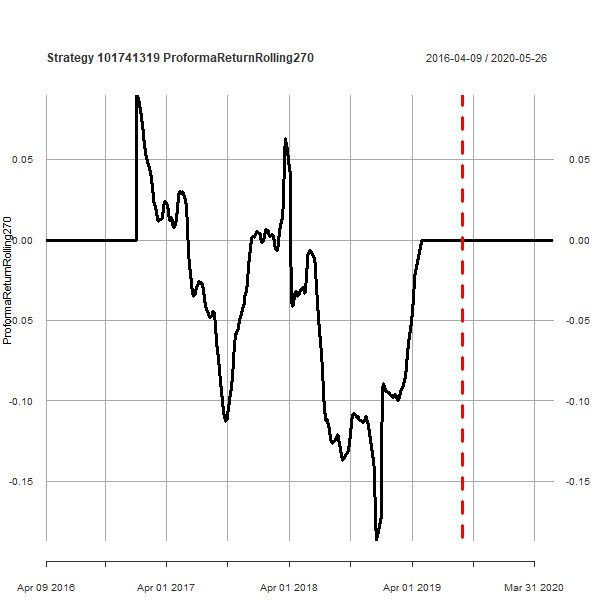 Strategy 101741319 ProformaReturnRolling270
2016-04-09 / 2020-05-26
0.05
0.00
-0.05
-0.10
-0.15
ProformaReturnRolling270
0.05
0.00
-0.05
-0.10
-0.15
Apr 09 2016
Apr 01 2017
Apr 01 2018
Apr 01 2019
Mar 31 2020